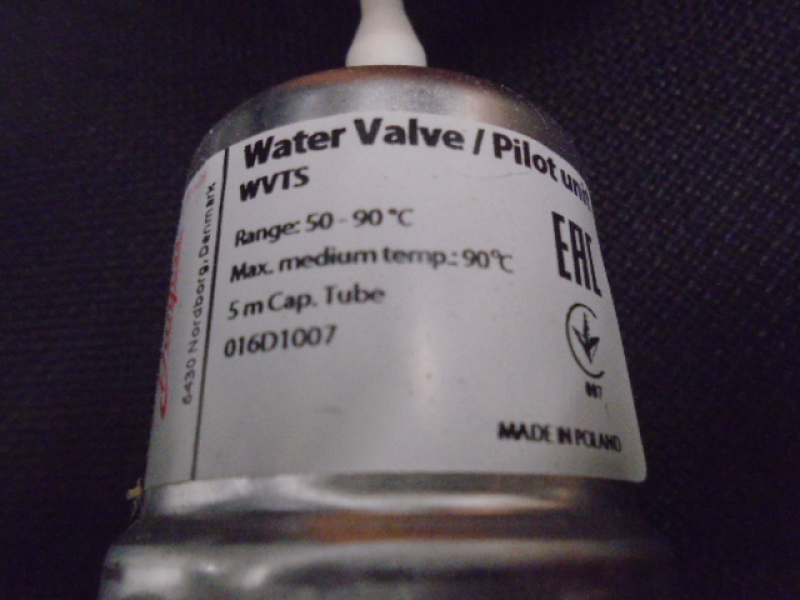 Water Valve / Pilot unit
WVTS
Range: 50 - 90 °C
Max. medium temp.: 90°C
5 m Cap. Tube
016D1007
EAC
007
MADE IN POLAND
6430 Nordborg, Denmark